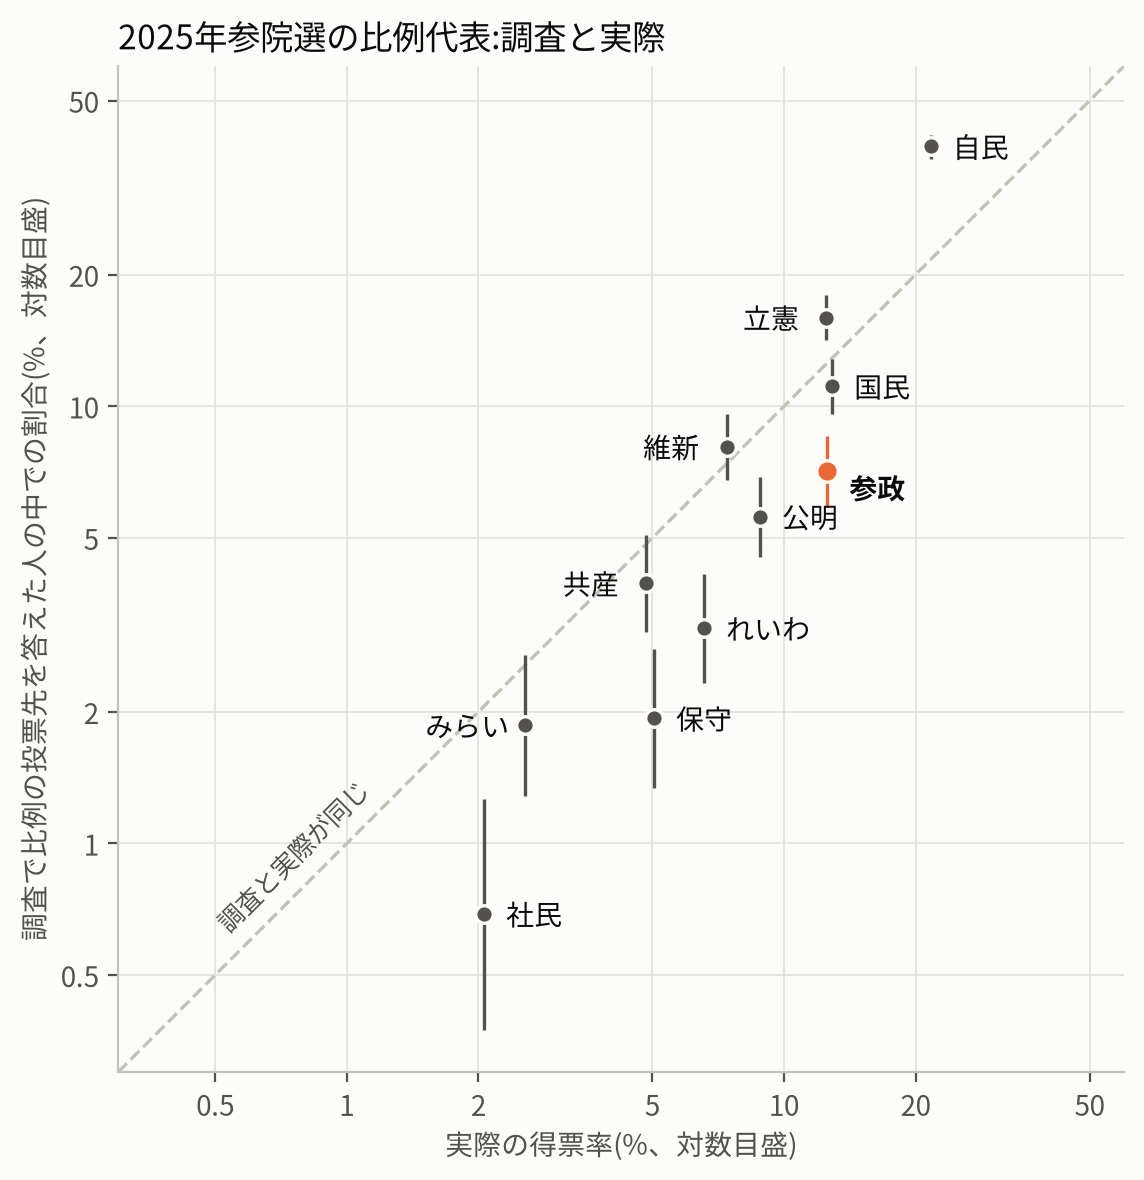 2025年参院選の比例代表:調査と実際
調査で比例の投票先を答えた人の中での割合(%、対数目盛)
50
20
10
5
2
1
0.5
自民
立憲
国民
維新
参政
公明
共産
れいわ
保守
みらい
調査と実際が同じ
社民
0.5
1
2
5
10
20
50
実際の得票率(%、対数目盛)